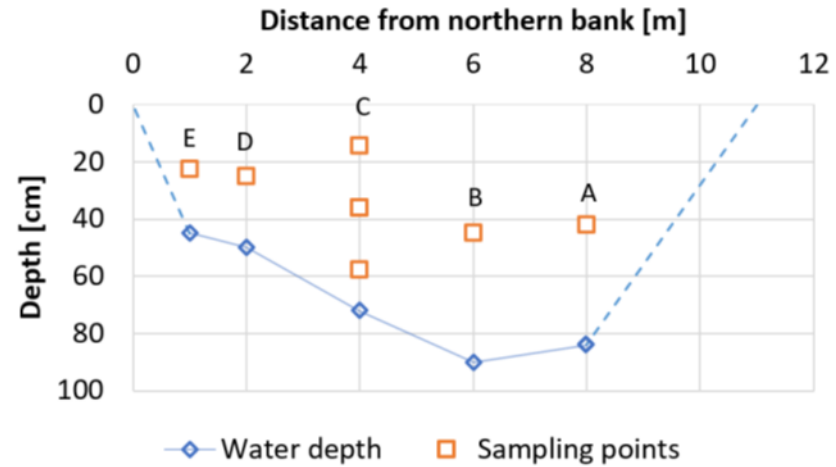 Distance from northern bank [m]
0 2 4 6 8 10 12
0
C
E
D
20
B
A
40
60
80
100
Depth [cm]
Water depth
Sampling points